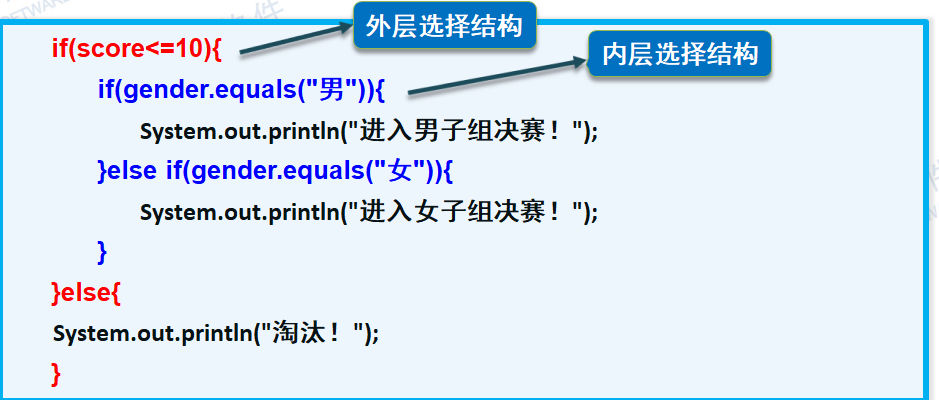 外层选择结构
if(score<=10){
内层选择结构
if(gender.equals("男")){
System.out.println("进入男子组决赛！");
}else if(gender.equals("女")){
System.out.println("进入女子组决赛！");
}
}else{
System.out.println("淘汰！");
}